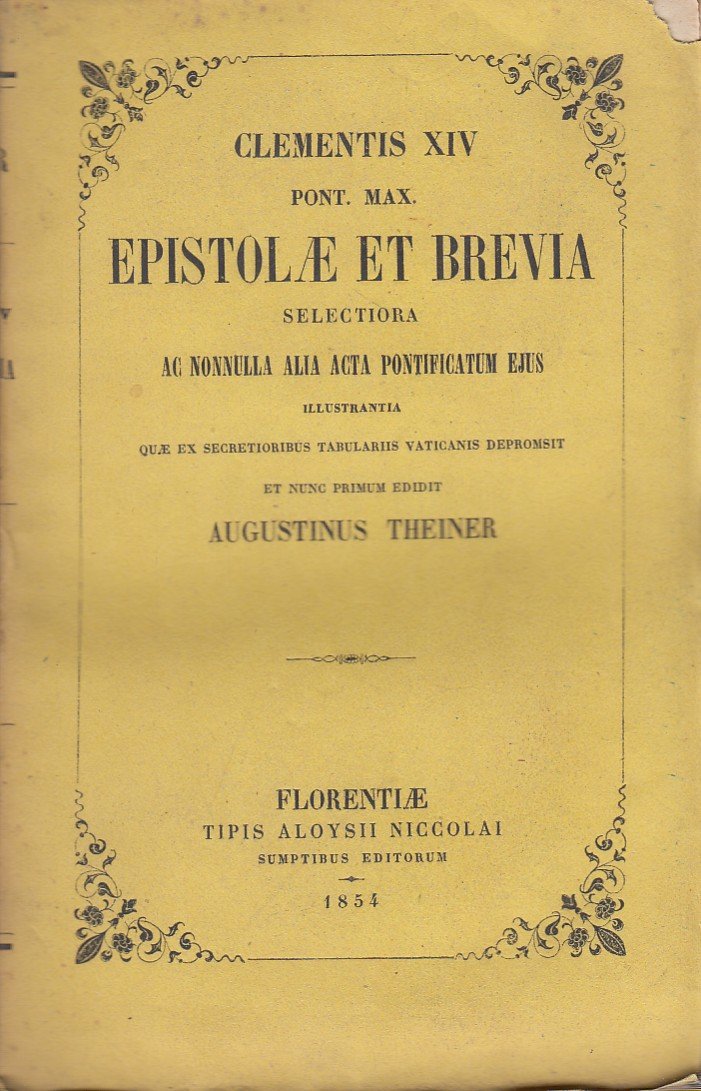 CLEMENTIS XIV
PONT. MAX.
EPISTOLÆ ET BREVIA
SELECTIORA
AC NONNULLA ALIA ACTA PONTIFICATUM EJUS
ILLUSTRANTIA
QUÆ EX SECRETIORIBUS TABULARIIS VATICANIS DEPROMSIT
ET NUNC PRIMUM EDIDIT
AUGUSTINUS THEINER
FLORENTIÆ
TIPIS ALOYSII NICCOLAI
SUMPTIBUS EDITORUM
1854